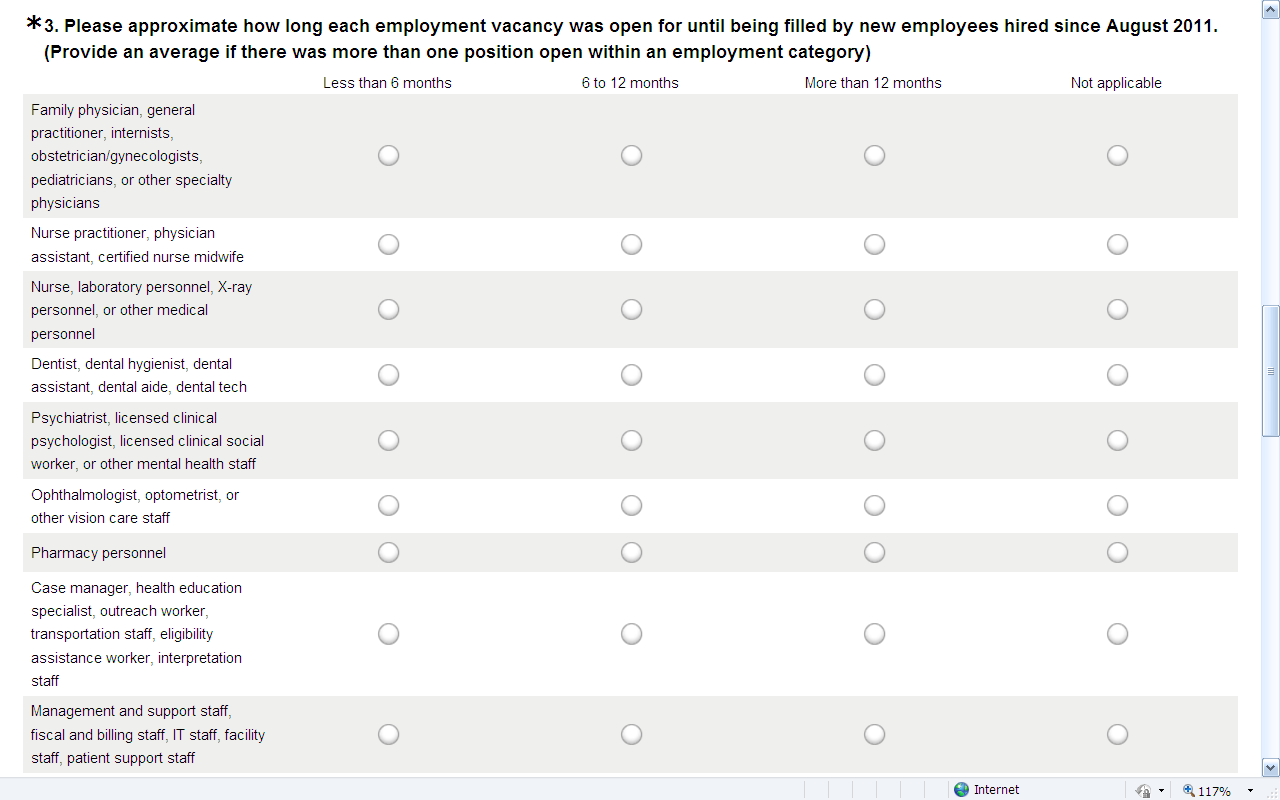 *3. Please approximate how long each employment vacancy was open for until being filled by new employees hired since August 2011.
(Provide an average if there was more than one position open within an employment category)
Less than 6 months 6 to 12 months More than 12 months Not applicable
Family physician, general
practitioner, internists,
obstetrician/gynecologists,
pediatricians, or other specialty
physicians
Nurse practitioner, physician
assistant, certified nurse midwife
Nurse, laboratory personnel, X-ray
personnel, or other medical
personnel
Dentist, dental hygienist, dental
assistant, dental aide, dental tech
Psychiatrist, licensed clinical
psychologist, licensed clinical social
worker, or other mental health staff
Ophthalmologist, optometrist, or
other vision care staff
Pharmacy personnel
Case manager, health education
specialist, outreach worker,
transportation staff, eligibility
assistance worker, interpretation
staff
Management and support staff,
fiscal and billing staff, IT staff, facility
staff, patient support staff
Internet 117%